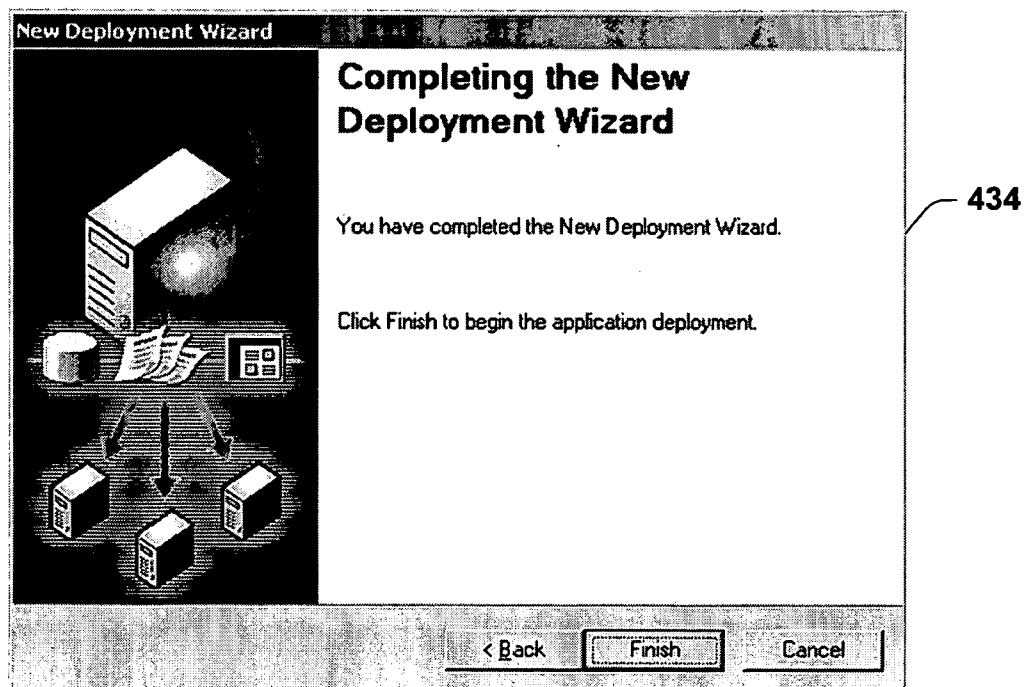 New Deployment Wizard
Completing the New
Deployment Wizard
You have completed the New Deployment Wizard.
434
Click Finish to begin the application deployment.
< Back
Finish
Cancel